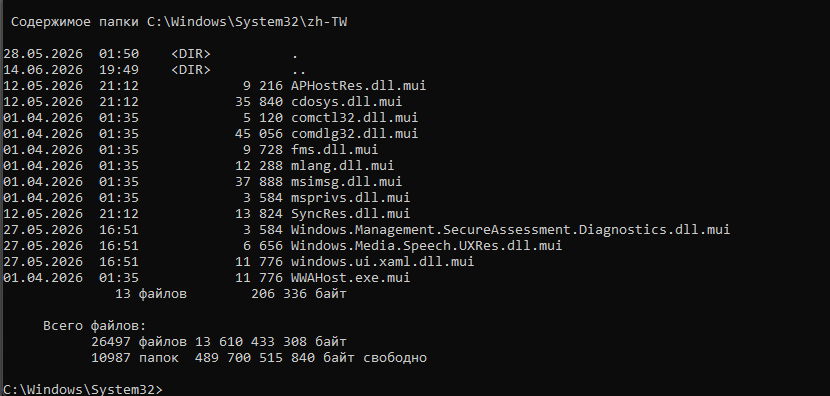 Содержимое папки C:\Windows\System32\zh-TW
28.05.2026  01:50    <DIR>          .
14.06.2026  19:49    <DIR>          ..
12.05.2026  21:12             9 216 APHostRes.dll.mui
12.05.2026  21:12            35 840 cdosys.dll.mui
01.04.2026  01:35             5 120 comctl32.dll.mui
01.04.2026  01:35            45 056 comdlg32.dll.mui
01.04.2026  01:35             9 728 fms.dll.mui
01.04.2026  01:35            12 288 mlang.dll.mui
01.04.2026  01:35            37 888 msimsg.dll.mui
01.04.2026  01:35             3 584 msprivs.dll.mui
12.05.2026  21:12            13 824 SyncRes.dll.mui
27.05.2026  16:51             3 584 Windows.Management.SecureAssessment.Diagnostics.dll.mui
27.05.2026  16:51             6 656 Windows.Media.Speech.UXRes.dll.mui
27.05.2026  16:51            11 776 windows.ui.xaml.dll.mui
01.04.2026  01:35            11 776 WWAHost.exe.mui
              13 файлов        206 336 байт
     Всего файлов:
           26497 файлов 13 610 433 308 байт
           10987 папок  489 700 515 840 байт свободно
C:\Windows\System32>